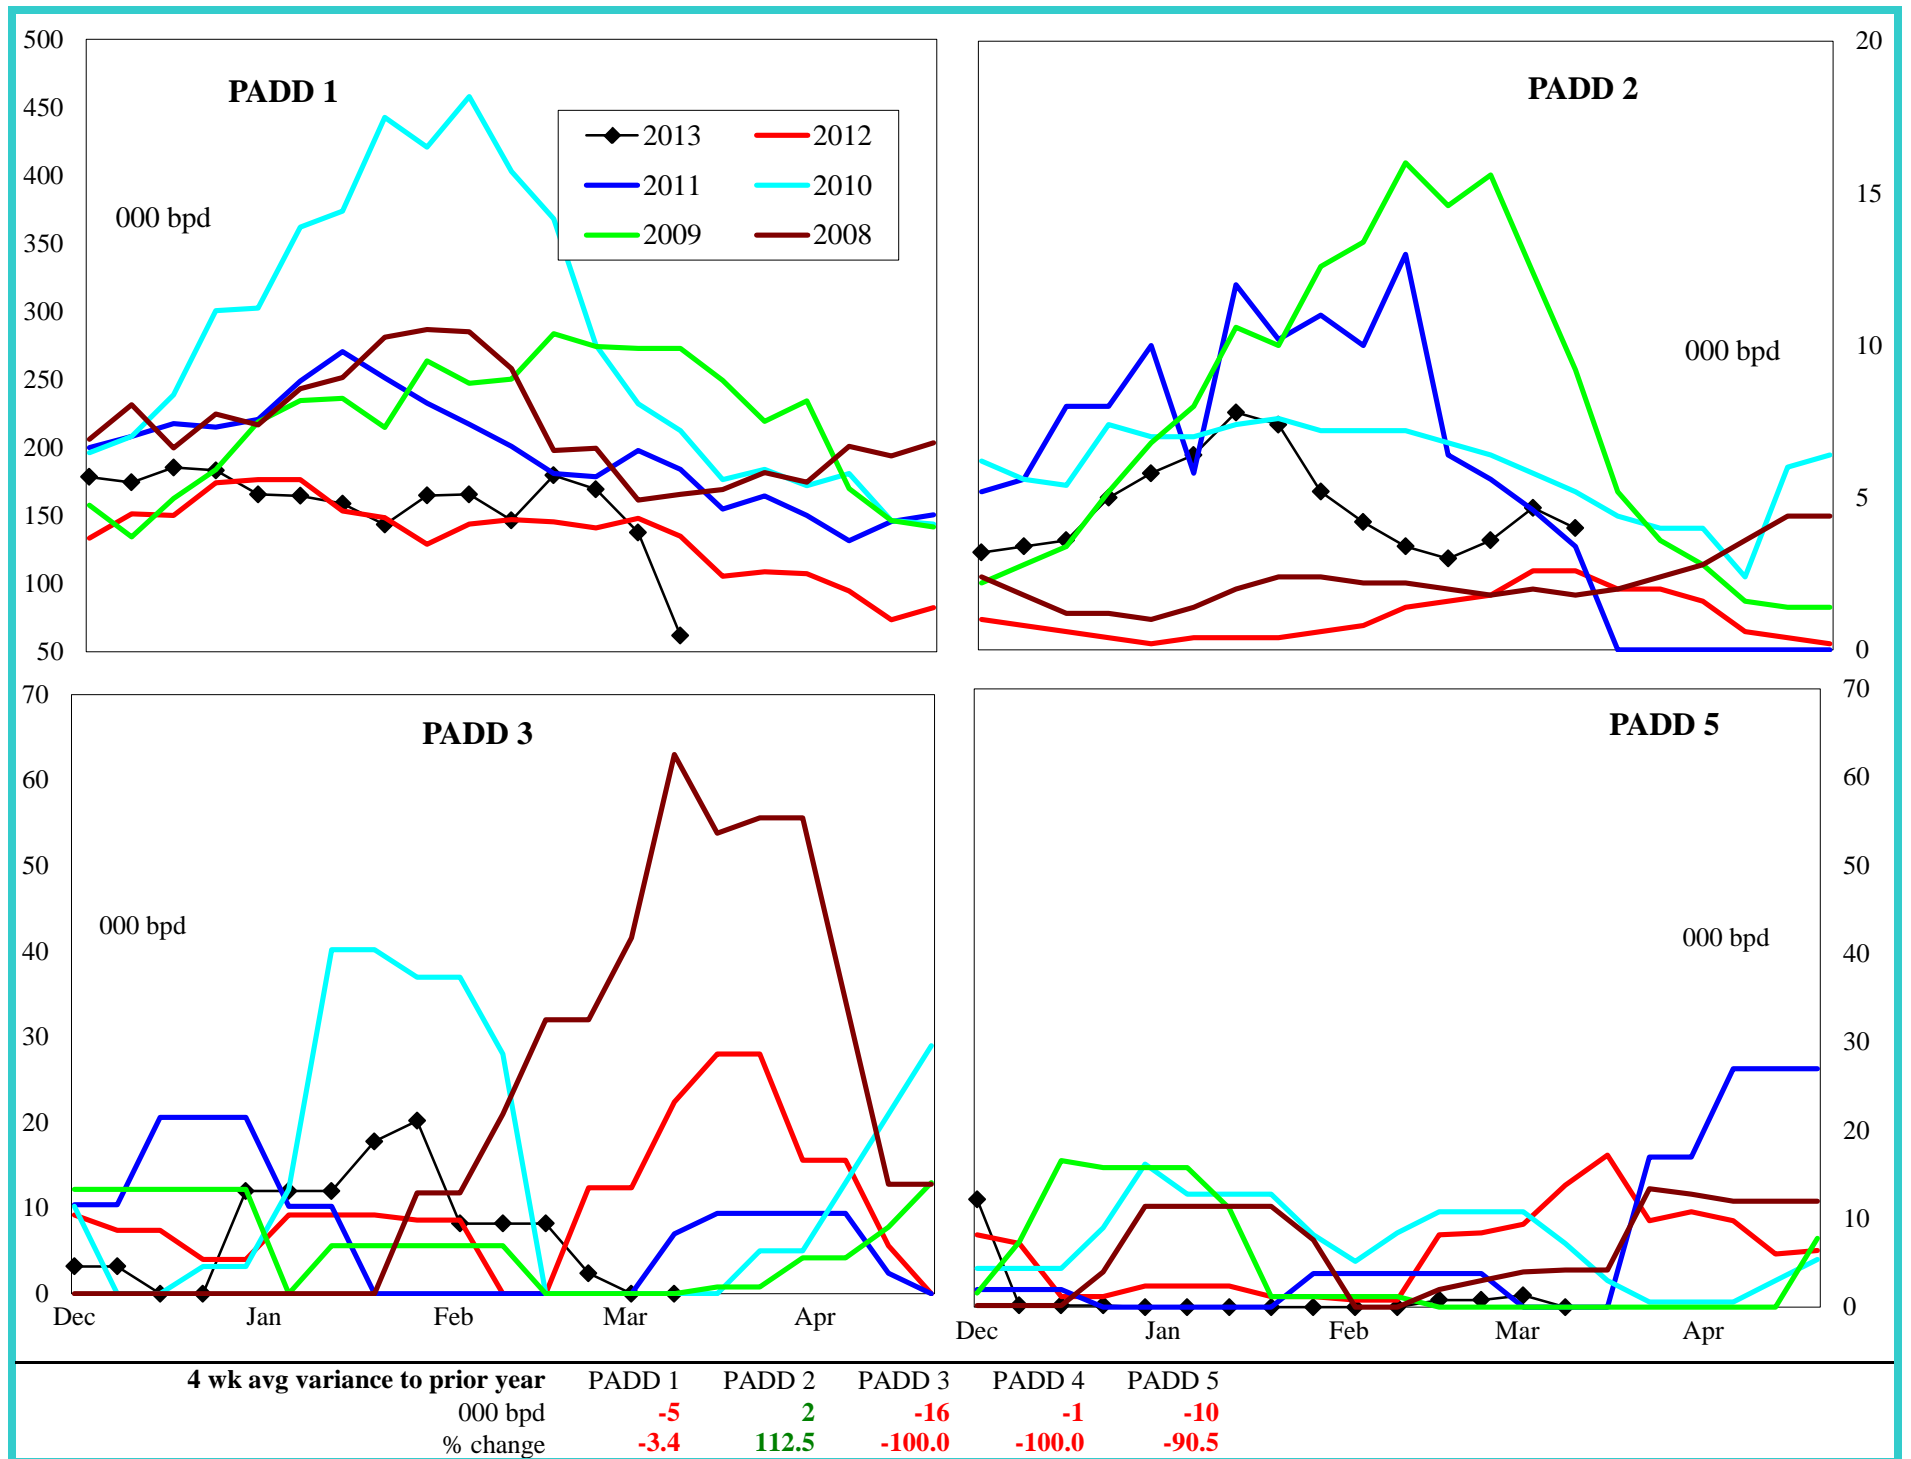 500
450
400
350
300
250
200
150
100
50
PADD 1
000 bpd
2013 2012
2011 2010
2009 2008
PADD 2
000 bpd
20
15
10
5
0
70
60
50
40
30
20
10
0
PADD 3
000 bpd
Dec Jan Feb Mar Apr
PADD 5
000 bpd
70
60
50
40
30
20
10
0
Dec Jan Feb Mar Apr
4 wk avg variance to prior year PADD 1 PADD 2 PADD 3 PADD 4 PADD 5
000 bpd -5 2 -16 -1 -10
% change -3.4 112.5 -100.0 -100.0 -90.5